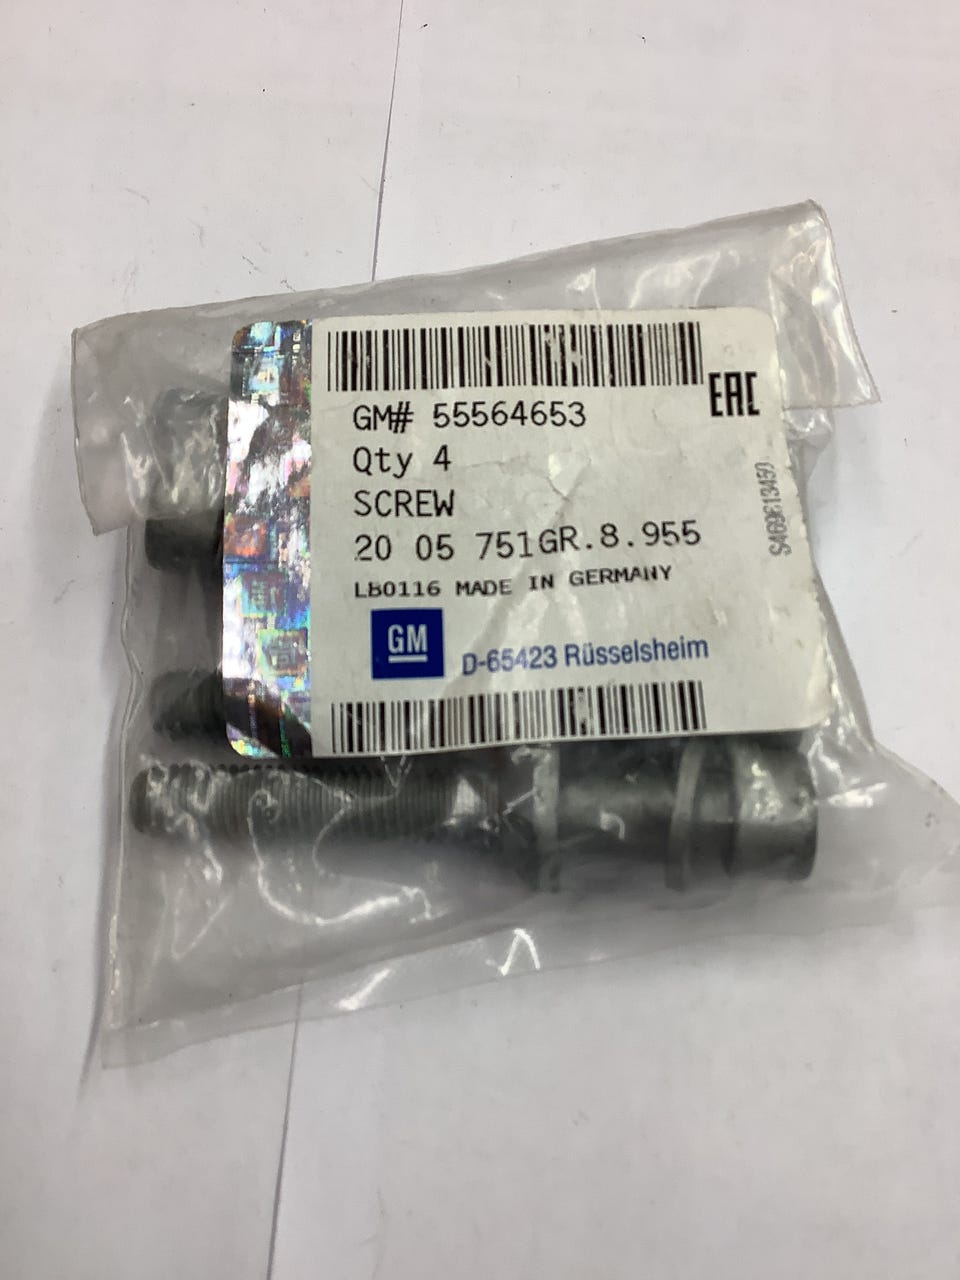 EAC
GM# 55564653
Qty 4
SCREW
20 05 751GR.8.955
LB0116 MADE IN GERMANY
GM
D-65423 Rüsselsheim